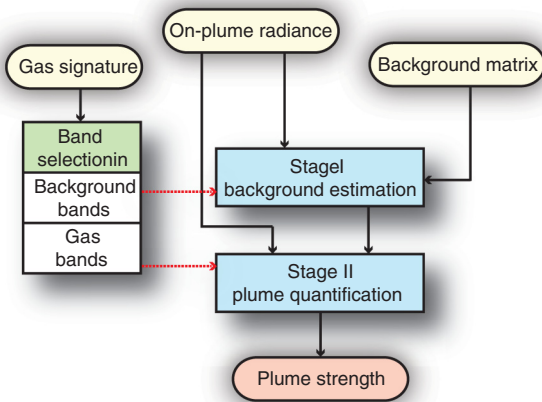 On-plume radiance
Gas signature
Background matrix
Band
selectionin
Background
bands
Gas
bands
StageI
background estimation
Stage II
plume quantification
Plume strength